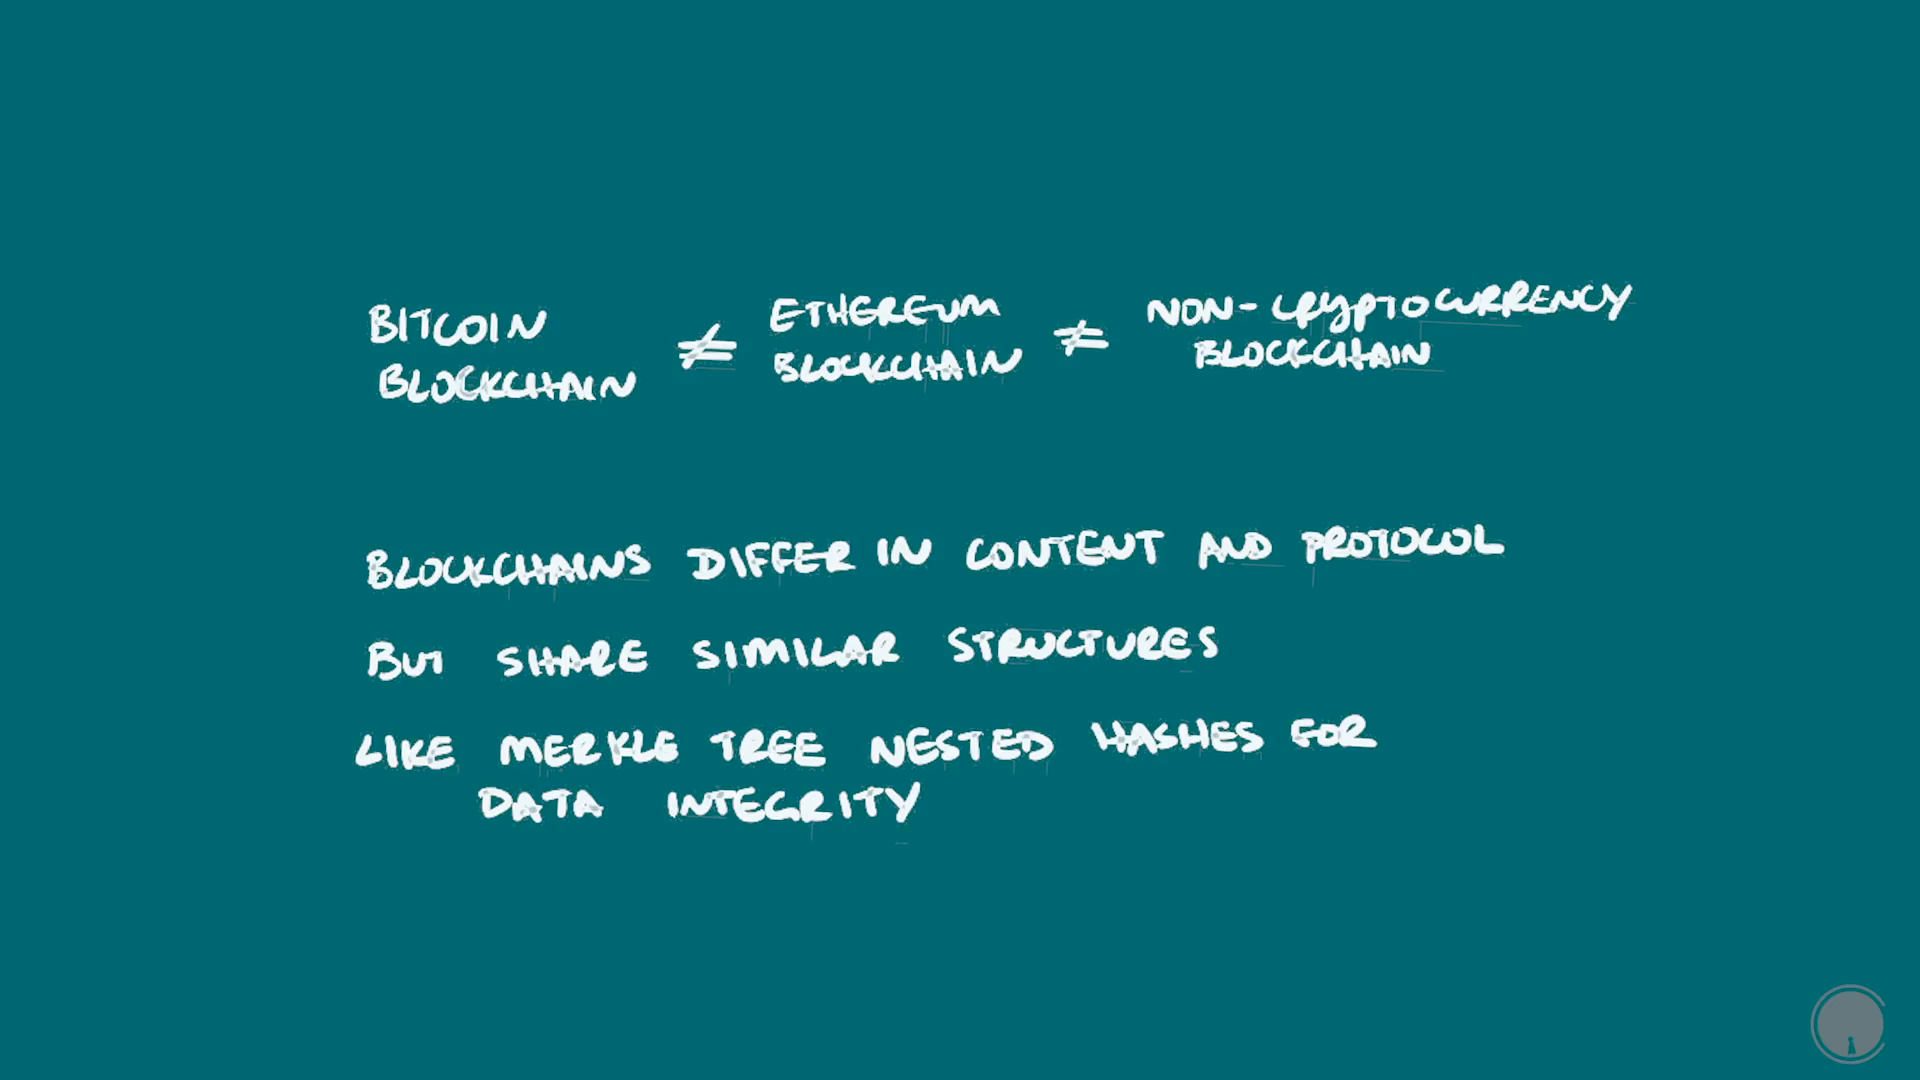 BITCOIN
BLOCKCHAIN
≠
ETHEREUM
BLOCKCHAIN
≠
NON-CRYPTOCURRENCY
BLOCKCHAIN
BLOCKCHAINS DIFFER IN CONTENT AND PROTOCOL
BUT SHARE SIMILAR STRUCTURES
LIKE MERKLE TREE NESTED HASHES FOR
DATA INTEGRITY